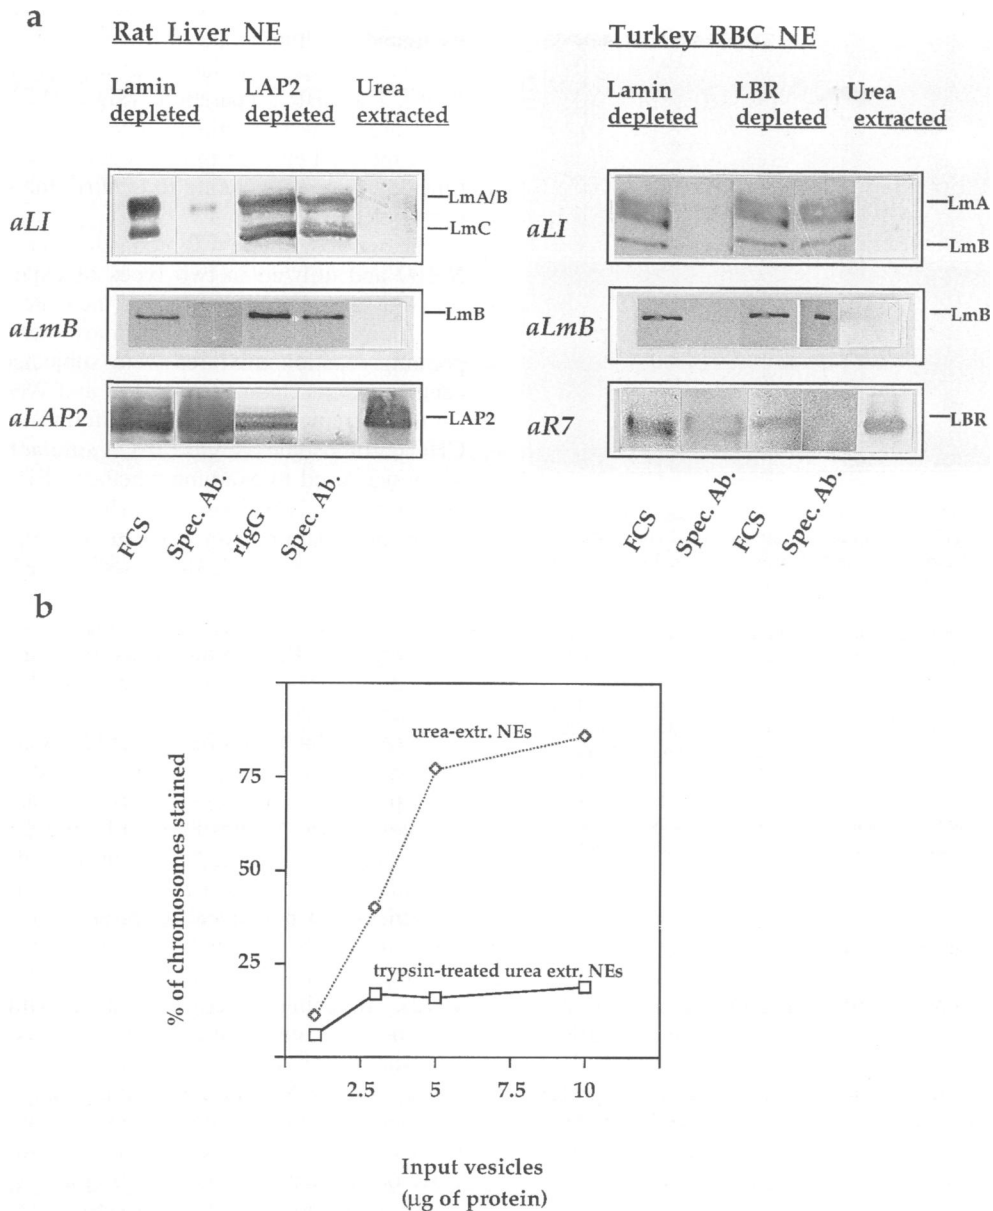 a
Rat Liver NE
Turkey RBC NE
Lamin depleted
LAP2 depleted
Urea extracted
Lamin depleted
LBR depleted
Urea extracted
aLI
LmA/B
LmC
aLmB
LmB
aLAP2
LAP2
FCS
Spec. Ab.
rIgG
Spec. Ab.
aLI
LmA
LmB
aLmB
LmB
aR7
LBR
FCS
Spec. Ab.
FCS
Spec. Ab.
b
% of chromosomes stained
75
50
25
urea-extr. NEs
trypsin-treated urea extr. NEs
2.5
5
7.5
10
Input vesicles
(µg of protein)